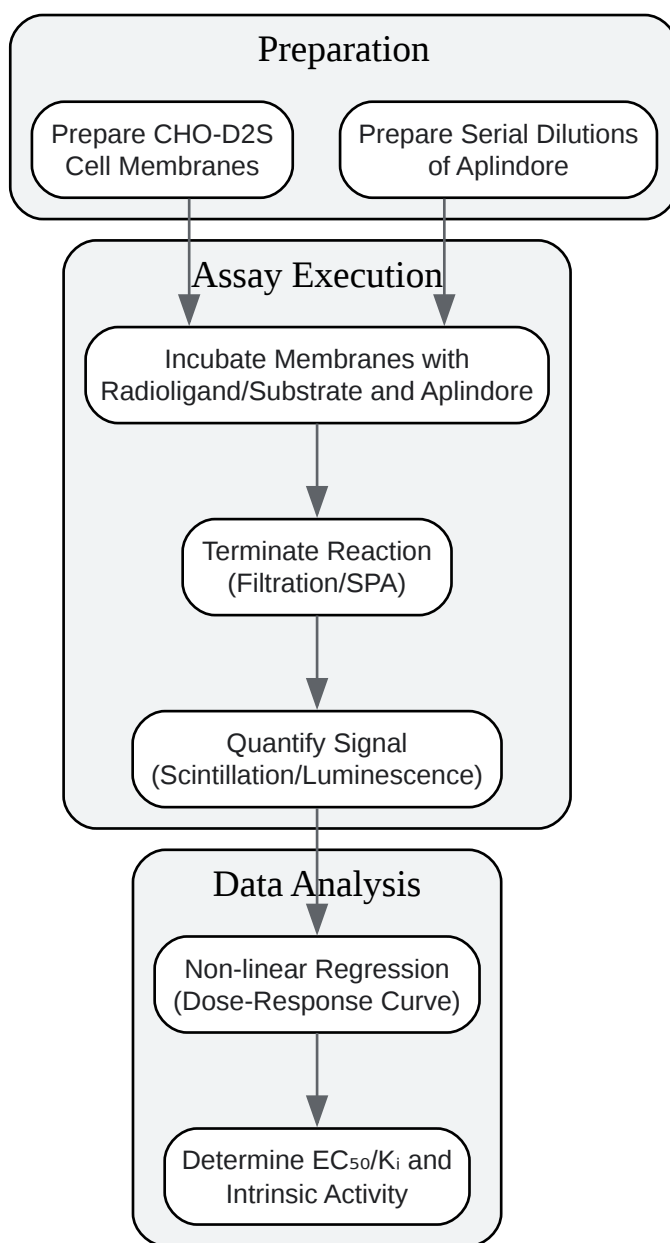 Preparation
Prepare CHO-D2S
Cell Membranes
Prepare Serial Dilutions
of Aplindore
Assay Execution
Incubate Membranes with
Radioligand/Substrate and Aplindore
Terminate Reaction
(Filtration/SPA)
Quantify Signal
(Scintillation/Luminescence)
Data Analysis
Non-linear Regression
(Dose-Response Curve)
Determine EC₅₀/Kᵢ and
Intrinsic Activity